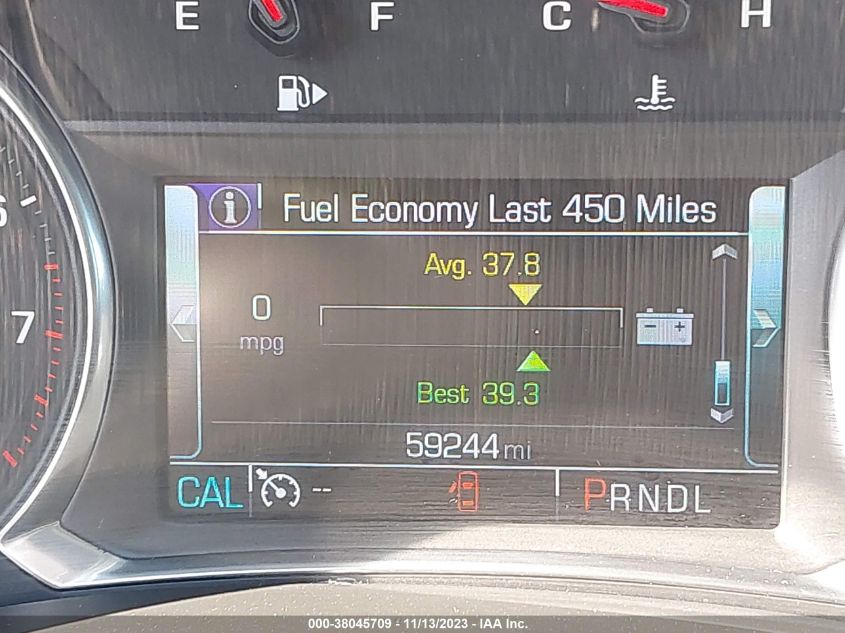 E F C H
6
7
i Fuel Economy Last 450 Miles
Avg. 37.8
0
mpg
- +
Best 39.3
59244 mi
CAL -- PRNDL
000-38045709 - 11/13/2023 - IAA Inc.